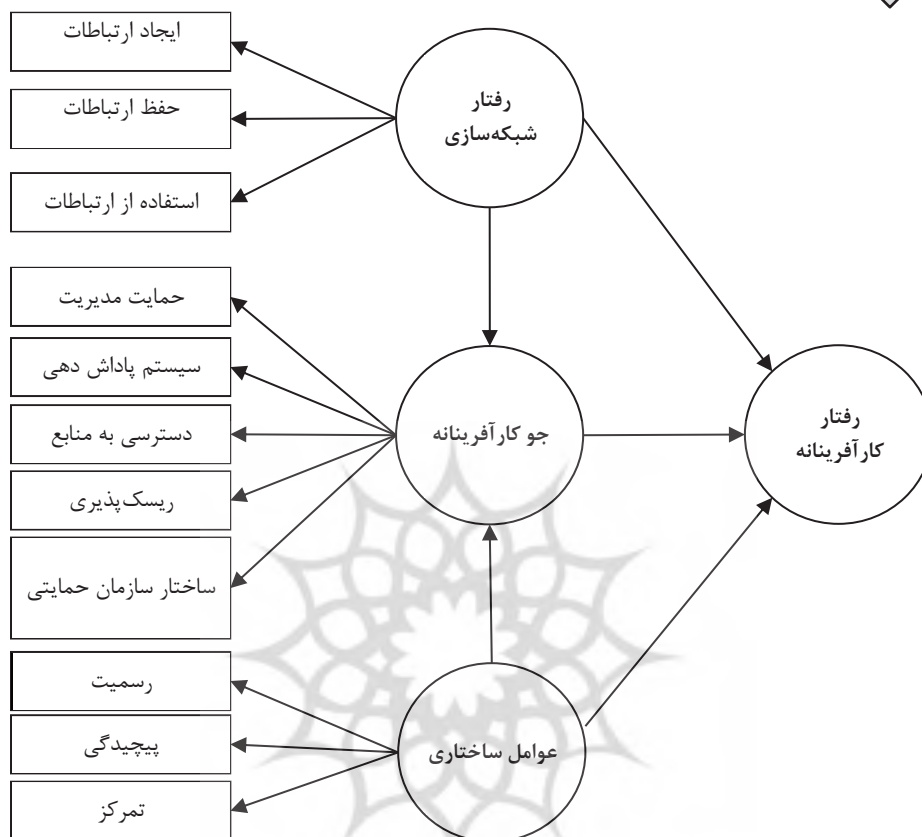 ایجاد ارتباطات
حفظ ارتباطات
استفاده از ارتباطات
رفتار
شبکه‌سازی
حمایت مدیریت
سیستم پاداش دهی
دسترسی به منابع
ریسک‌پذیری
ساختار سازمان حمایتی
جو کارآفرینانه
رفتار
کارآفرینانه
رسمیت
پیچیدگی
تمرکز
عوامل ساختاری